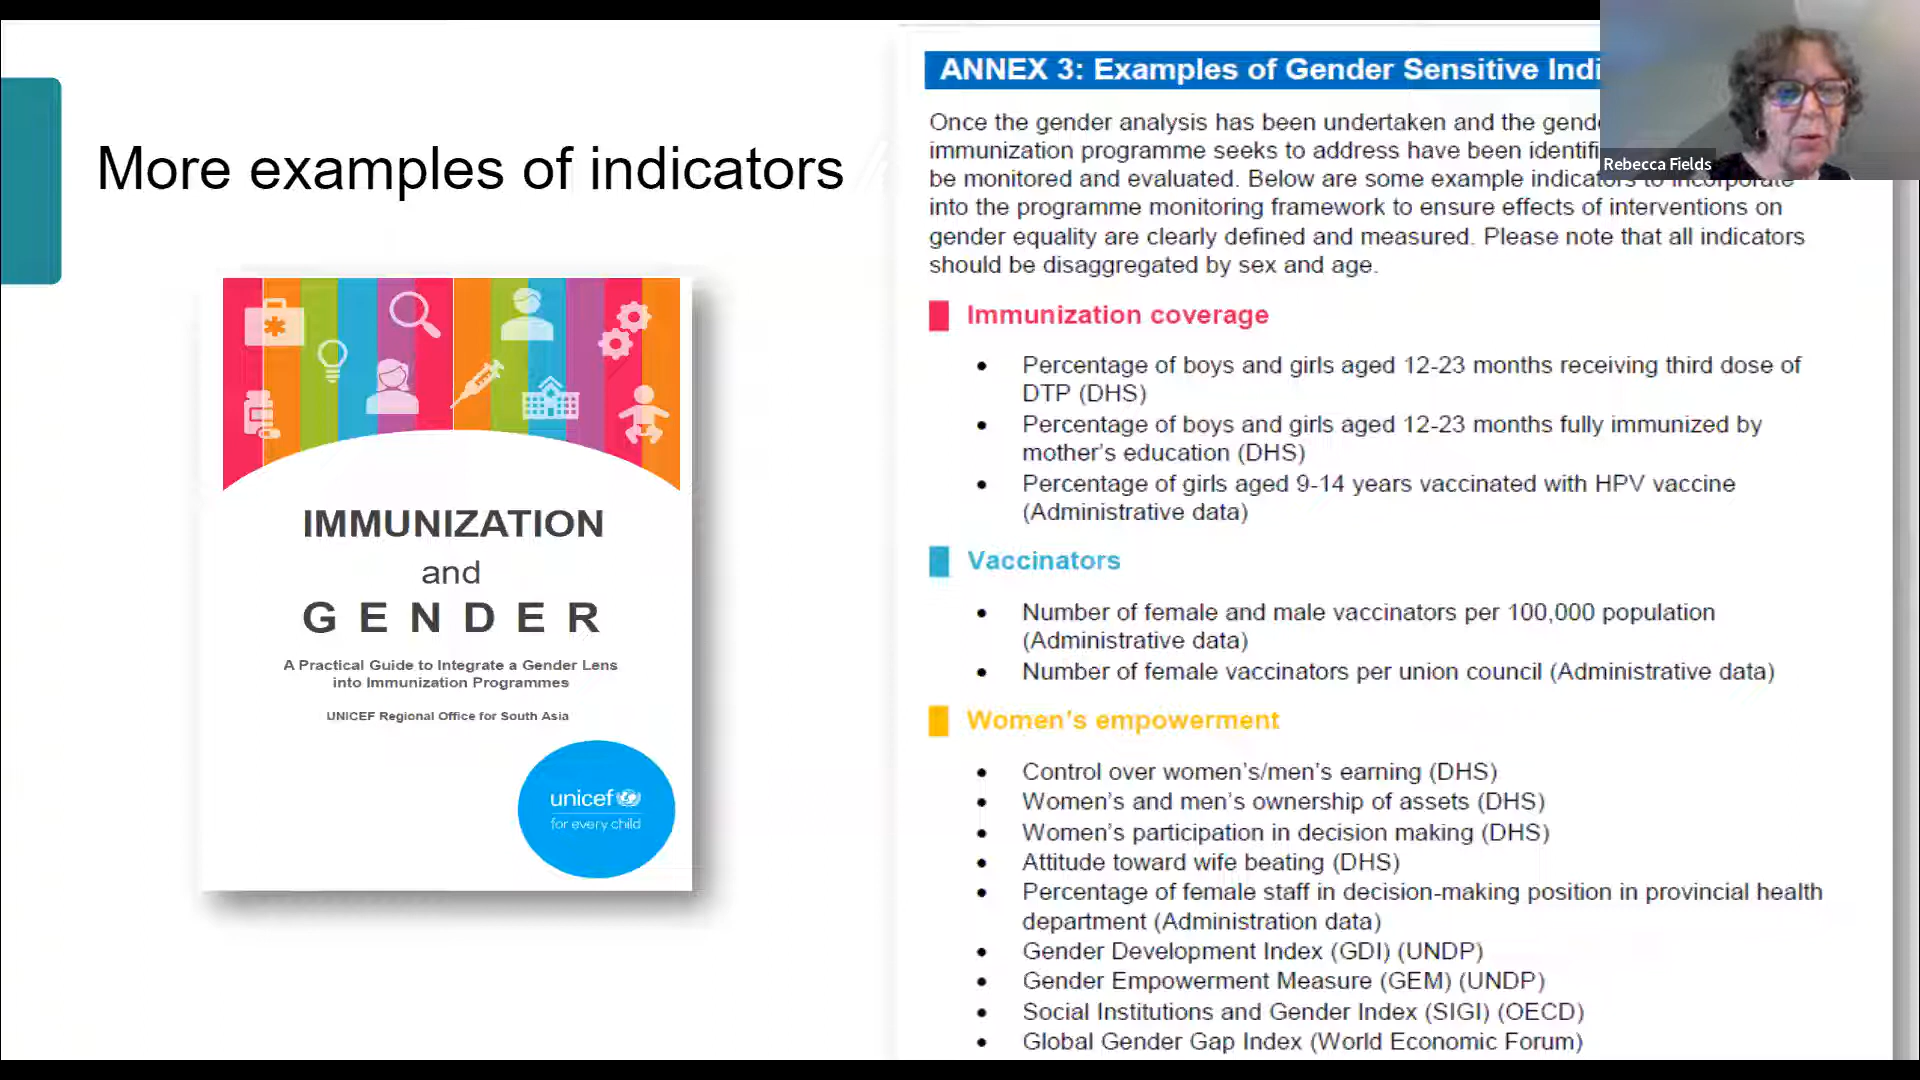 More examples of indicators
IMMUNIZATION
and
GENDER
A Practical Guide to Integrate a Gender Lens
into Immunization Programmes
UNICEF Regional Office for South Asia
unicef
for every child
ANNEX 3: Examples of Gender Sensitive
Rebecca Fields
Once the gender analysis has been undertaken and the
immunization programme seeks to address have been
be monitored and evaluated. Below are some example indicators to incorporate
into the programme monitoring framework to ensure effects of interventions on
gender equality are clearly defined and measured. Please note that all indicators
should be disaggregated by sex and age.
Immunization coverage
• Percentage of boys and girls aged 12-23 months receiving third dose of
DTP (DHS)
• Percentage of boys and girls aged 12-23 months fully immunized by
mother's education (DHS)
• Percentage of girls aged 9-14 years vaccinated with HPV vaccine
(Administrative data)
Vaccinators
• Number of female and male vaccinators per 100,000 population
(Administrative data)
• Number of female vaccinators per union council (Administrative data)
Women's empowerment
• Control over women's/men's earning (DHS)
• Women's and men's ownership of assets (DHS)
• Women's participation in decision making (DHS)
• Attitude toward wife beating (DHS)
• Percentage of female staff in decision-making position in provincial health
department (Administration data)
• Gender Development Index (GDI) (UNDP)
• Gender Empowerment Measure (GEM) (UNDP)
• Social Institutions and Gender Index (SIGI) (OECD)
• Global Gender Gap Index (World Economic Forum)